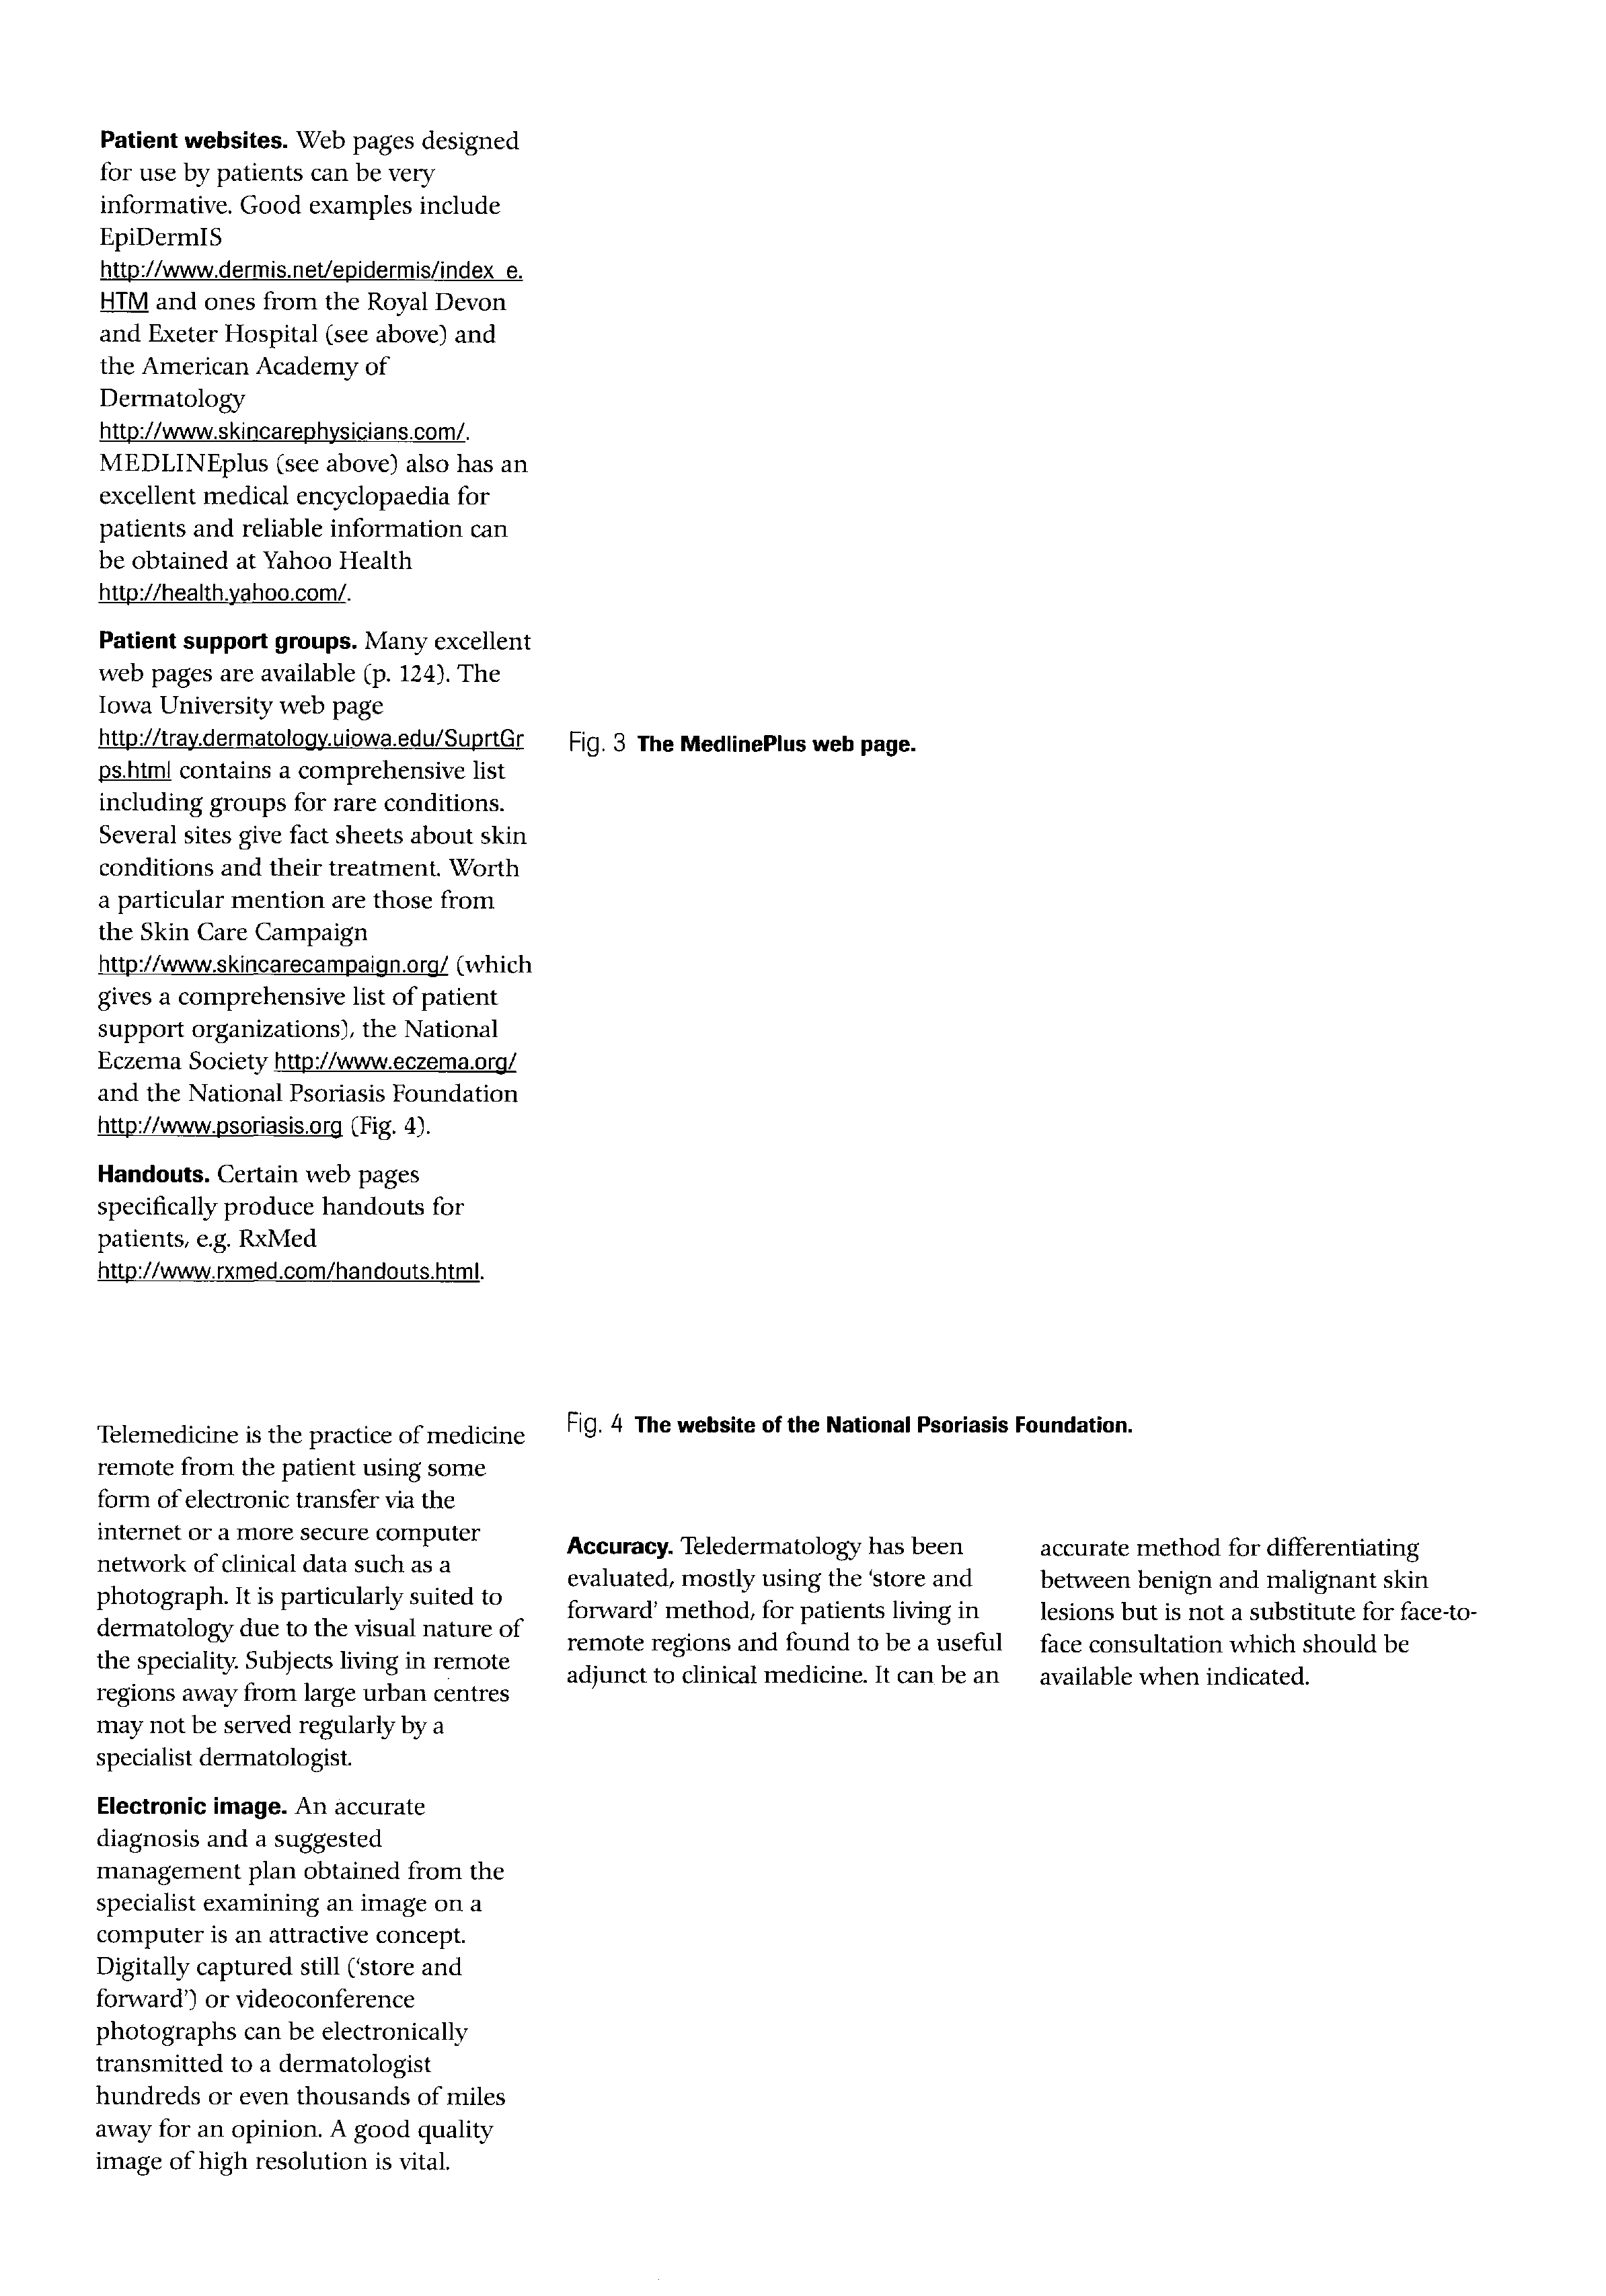 Patient websites. Web pages designed
for use by patients can be very
informative. Good examples include
EpiDermIS
http://www.dermis.net/epidermis/index_e.
HTM and ones from the Royal Devon
and Exeter Hospital (see above) and
the American Academy of
Dermatology
http://www.skincarephysicians.com/.
MEDLINEplus (see above) also has an
excellent medical encyclopaedia for
patients and reliable information can
be obtained at Yahoo Health
http://health.yahoo.com/.
Patient support groups. Many excellent
web pages are available (p. 124). The
Iowa University web page
http://tray.dermatology.uiowa.edu/SuprtGr
ps.html contains a comprehensive list
including groups for rare conditions.
Several sites give fact sheets about skin
conditions and their treatment. Worth
a particular mention are those from
the Skin Care Campaign
http://www.skincarecampaign.org/ (which
gives a comprehensive list of patient
support organizations), the National
Eczema Society http://www.eczema.org/
and the National Psoriasis Foundation
http://www.psoriasis.org (Fig. 4).
Handouts. Certain web pages
specifically produce handouts for
patients, e.g. RxMed
http://www.rxmed.com/handouts.html.
Telemedicine is the practice of medicine
remote from the patient using some
form of electronic transfer via the
internet or a more secure computer
network of clinical data such as a
photograph. It is particularly suited to
dermatology due to the visual nature of
the speciality. Subjects living in remote
regions away from large urban centres
may not be served regularly by a
specialist dermatologist.
Electronic image. An accurate
diagnosis and a suggested
management plan obtained from the
specialist examining an image on a
computer is an attractive concept.
Digitally captured still ('store and
forward') or videoconference
photographs can be electronically
transmitted to a dermatologist
hundreds or even thousands of miles
away for an opinion. A good quality
image of high resolution is vital.
Fig. 3 The MedlinePlus web page.
Fig. 4 The website of the National Psoriasis Foundation.
Accuracy. Teledermatology has been
evaluated, mostly using the 'store and
forward' method, for patients living in
remote regions and found to be a useful
adjunct to clinical medicine. It can be an
accurate method for differentiating
between benign and malignant skin
lesions but is not a substitute for face-to-
face consultation which should be
available when indicated.